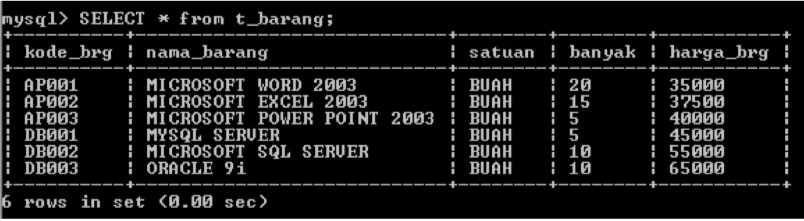 mysql> SELECT * from t_barang;
+----------+---------------------------+--------+--------+-----------+
| kode_brg | nama_barang | satuan | banyak | harga_brg |
+----------+---------------------------+--------+--------+-----------+
| AP001 | MICROSOFT WORD 2003 | BUAH | 20 | 35000 |
| AP002 | MICROSOFT EXCEL 2003 | BUAH | 15 | 37500 |
| AP003 | MICROSOFT POWER POINT 2003 | BUAH | 5 | 40000 |
| DB001 | MYSQL SERVER | BUAH | 5 | 45000 |
| DB002 | MICROSOFT SQL SERVER | BUAH | 10 | 55000 |
| DB003 | ORACLE 9i | BUAH | 10 | 65000 |
+----------+---------------------------+--------+--------+-----------+
6 rows in set (0.00 sec)